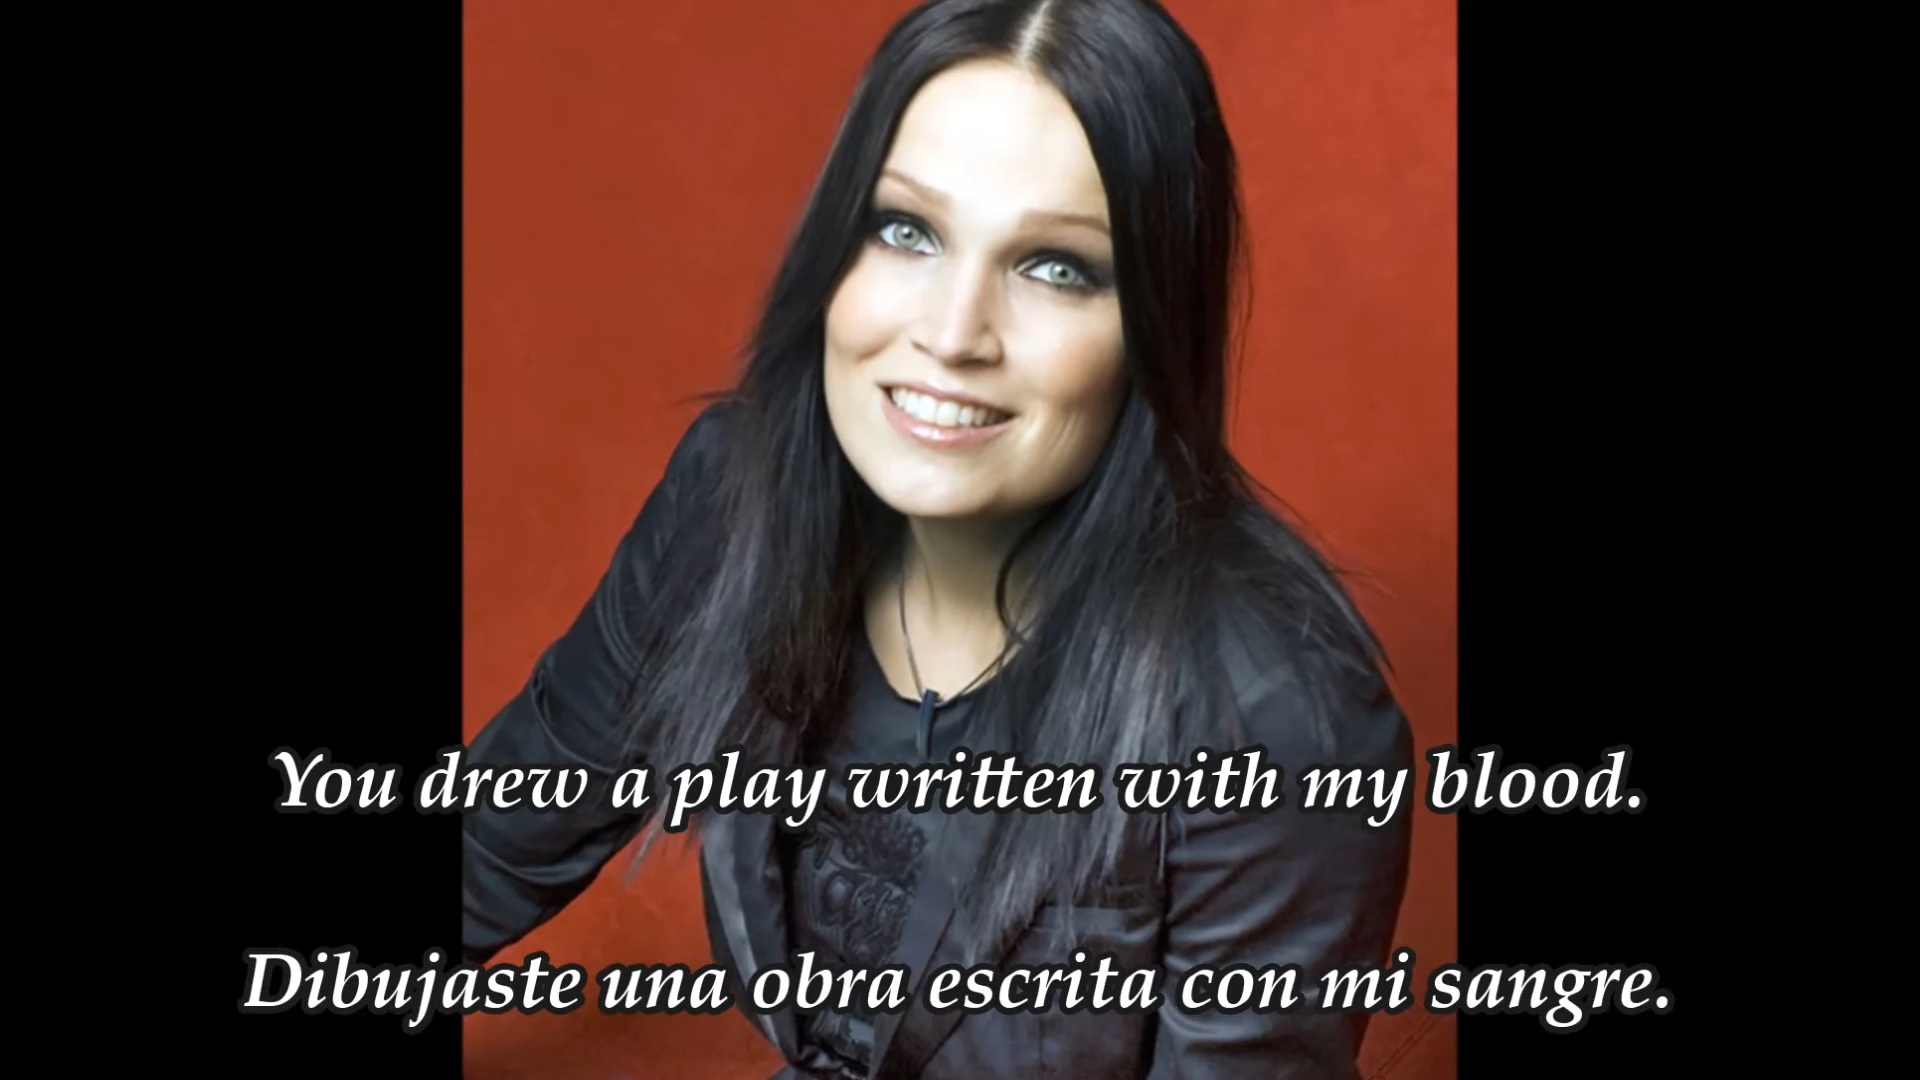 You drew a play written with my blood.
Dibujaste una obra escrita con mi sangre.